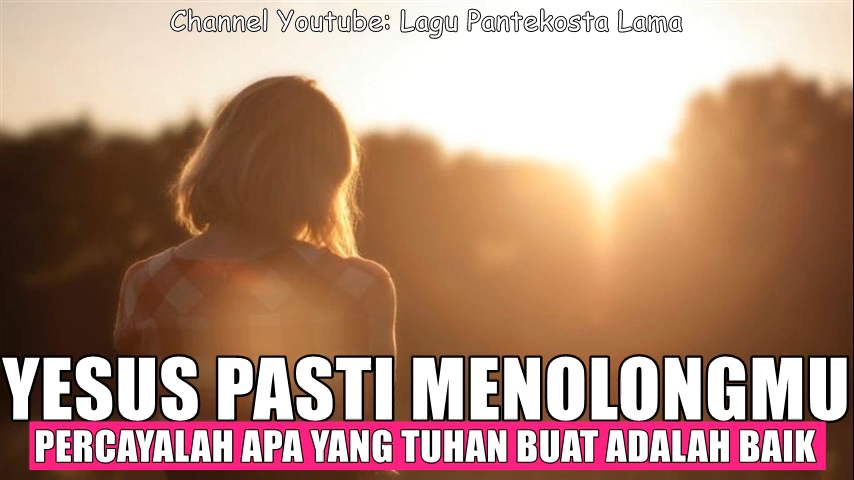 Channel Youtube: Lagu Pantekosta Lama
YESUS PASTI MENOLONGMU
PERCAYALAH APA YANG TUHAN BUAT ADALAH BAIK